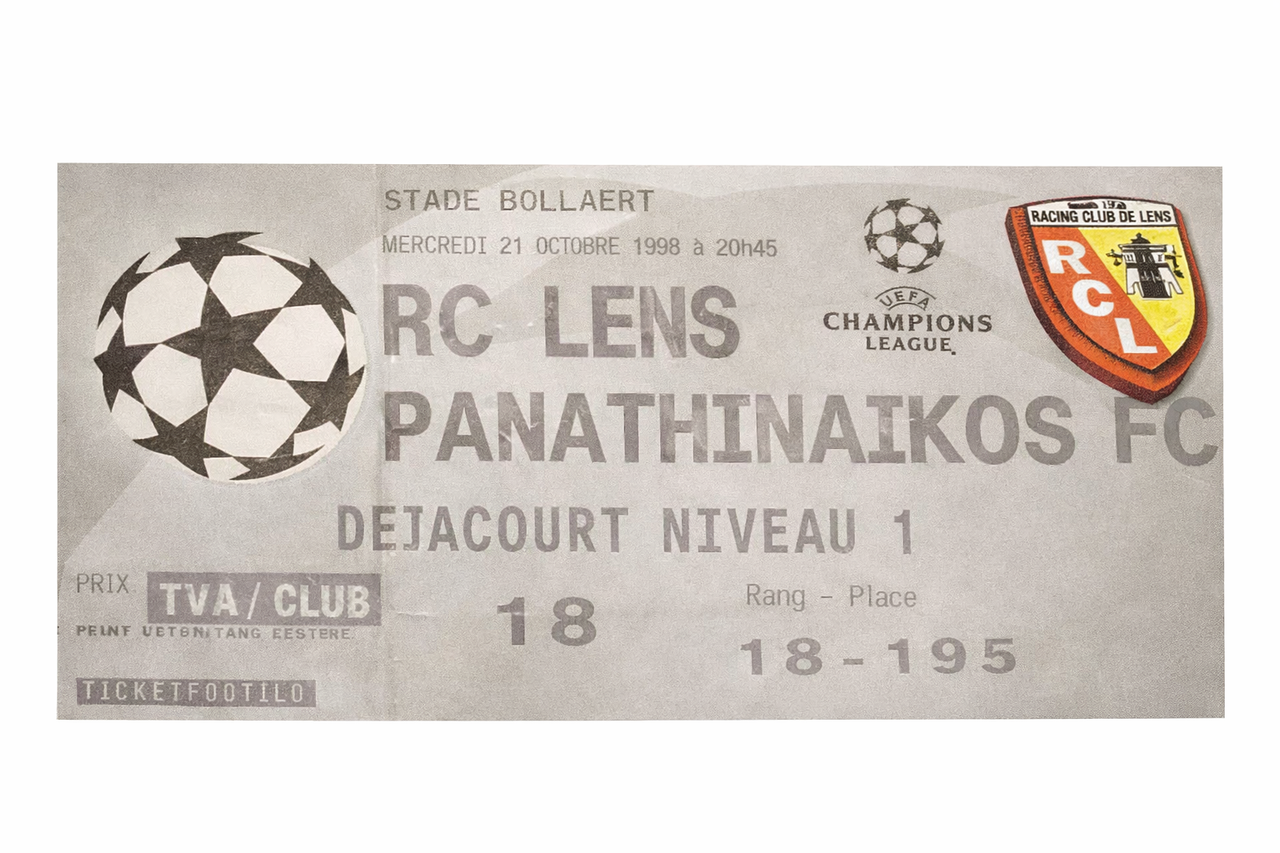 STADE BOLLAERT
MERCREDI 21 OCTOBRE 1998 à 20h45
RC LENS
PANATHINAIKOS FC
UEFA
CHAMPIONS
LEAGUE
RACING CLUB DE LENS
RCL
DEJACOURT NIVEAU 1
PRIX
TVA / CLUB
18
Rang - Place
18-195
TICKETFOOTILO